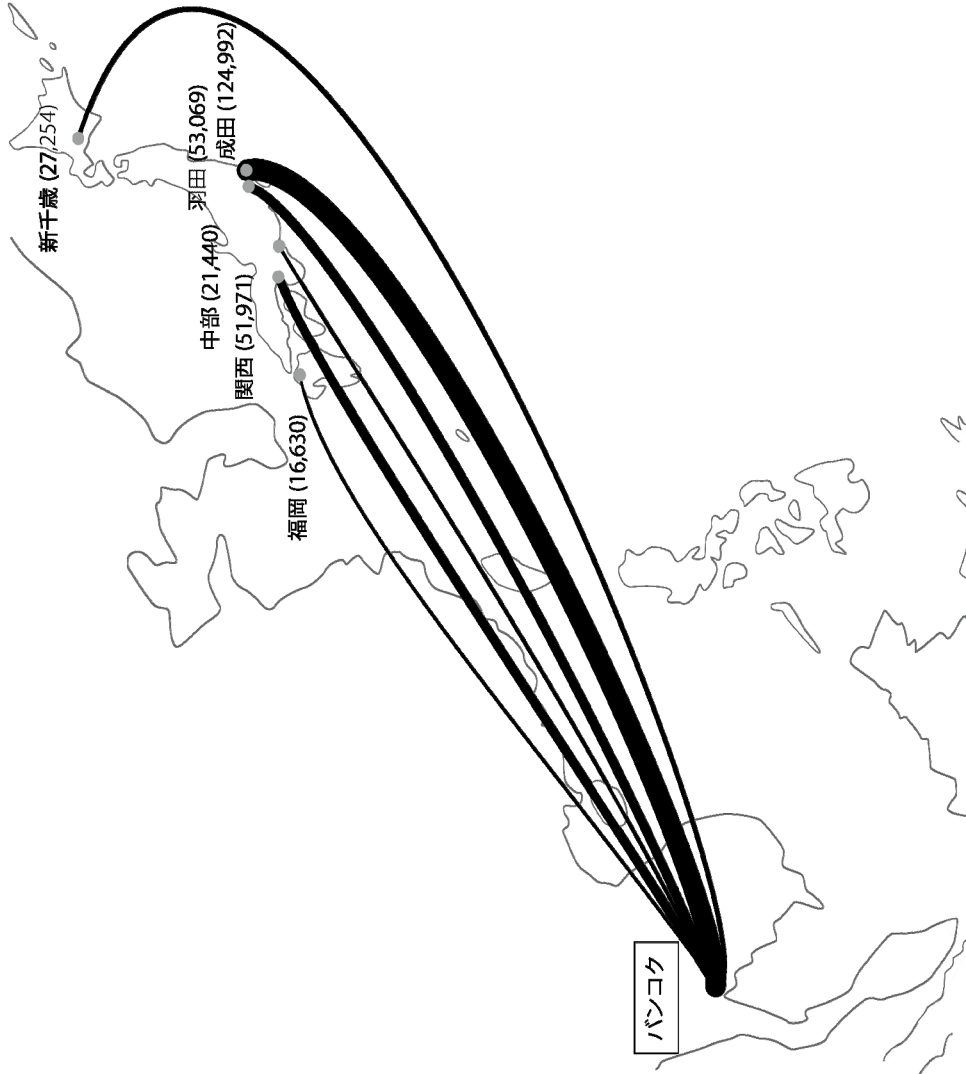 新千歳 (27,254)
羽田 (53,069)
成田 (124,992)
中部 (21,440)
関西 (51,971)
福岡 (16,630)
バンコク